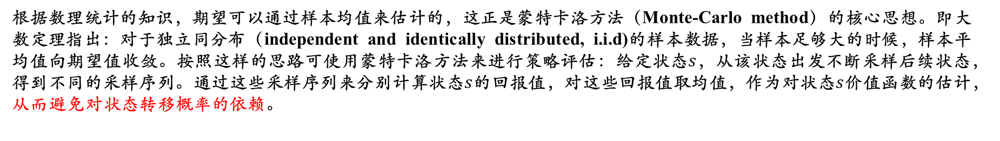 根据数理统计的知识，期望可以通过样本均值来估计的，这正是蒙特卡洛方法（Monte-Carlo method）的核心思想。即大
数定理指出：对于独立同分布（independent and identically distributed, i.i.d)的样本数据，当样本足够大的时候，样本平
均值向期望值收敛。按照这样的思路可使用蒙特卡洛方法来进行策略评估：给定状态s，从该状态出发不断采样后续状态，
得到不同的采样序列。通过这些采样序列来分别计算状态s的回报值，对这些回报值取均值，作为对状态s价值函数的估计，
从而避免对状态转移概率的依赖。